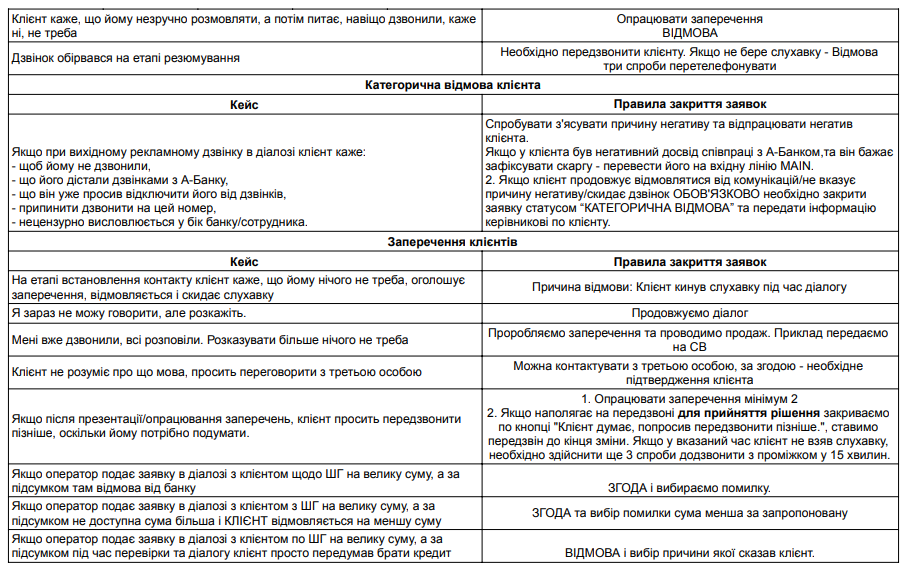 Клієнт каже, що йому незручно розмовляти, а потім питає, навіщо дзвонили, каже
ні, не треба
Опрацювати заперечення
ВІДМОВА
Дзвінок обірвався на етапі резюмування
Необхідно передзвонити клієнту. Якщо не бере слухавку - Відмова
три спроби перетелефонувати
Категорична відмова клієнта
Кейс
Правила закриття заявок
Якщо при вихідному рекламному дзвінку в діалозі клієнт каже:
- щоб йому не дзвонили,
- що його дістали дзвінками з А-Банку,
- що він уже просив відключити його від дзвінків,
- припинити дзвонити на цей номер,
- нецензурно висловлюється у бік банку/сотрудника.
Спробувати з'ясувати причину негативу та відпрацювати негатив
клієнта.
Якщо у клієнта був негативний досвід співпраці з А-Банком,та він бажає
зафіксувати скаргу - перевести його на вхідну лінію MAIN.
2. Якщо клієнт продовжує відмовлятися від комунікації/не вказує
причину негативу/скидає дзвінок ОБОВ'ЯЗКОВО необхідно закрити
заявку статусом “КАТЕГОРИЧНА ВІДМОВА” та передати інформацію
керівникові по клієнту.
Заперечення клієнтів
Кейс
Правила закриття заявок
На етапі встановлення контакту клієнт каже, що йому нічого не треба, оголошує
заперечення, відмовляється і скидає слухавку
Причина відмови: Клієнт кинув слухавку під час діалогу
Я зараз не можу говорити, але розкажіть.
Продовжуємо діалог
Мені вже дзвонили, всі розповіли. Розказувати більше нічого не треба
Проробляємо заперечення та проводимо продаж. Приклад передаємо
на СВ
Клієнт не розуміє про що мова, просить переговорити з третьою особою
Можна контактувати з третьою особою, за згодою - необхідне
підтвердження клієнта
Якщо після презентації/опрацювання заперечень, клієнт просить передзвонити
пізніше, оскільки йому потрібно подумати.
1. Опрацювати заперечення мінімум 2
2. Якщо наполягає на передзвоні для прийняття рішення закриваємо
по кнопці "Клієнт думає, попросив передзвонити пізніше.", ставимо
передзвін до кінця зміни. Якщо у вказаний час клієнт не взяв слухавку,
необхідно здійснити ще 3 спроби додзвонити з проміжком у 15 хвилин.
Якщо оператор подає заявку в діалозі з клієнтом щодо ШГ на велику суму, а за
підсумком там відмова від банку
ЗГОДА і вибираємо помилку.
Якщо оператор подає заявку в діалозі з клієнтом з ШГ на велику суму, а за
підсумком не доступна сума більша і КЛІЄНТ відмовляється на меншу суму
ЗГОДА та вибір помилки сума менша за запропоновану
Якщо оператор подає заявку в діалозі з клієнтом по ШГ на велику суму, а за
підсумком під час перевірки та діалогу клієнт просто передумав брати кредит
ВІДМОВА і вибір причини якої сказав клієнт.